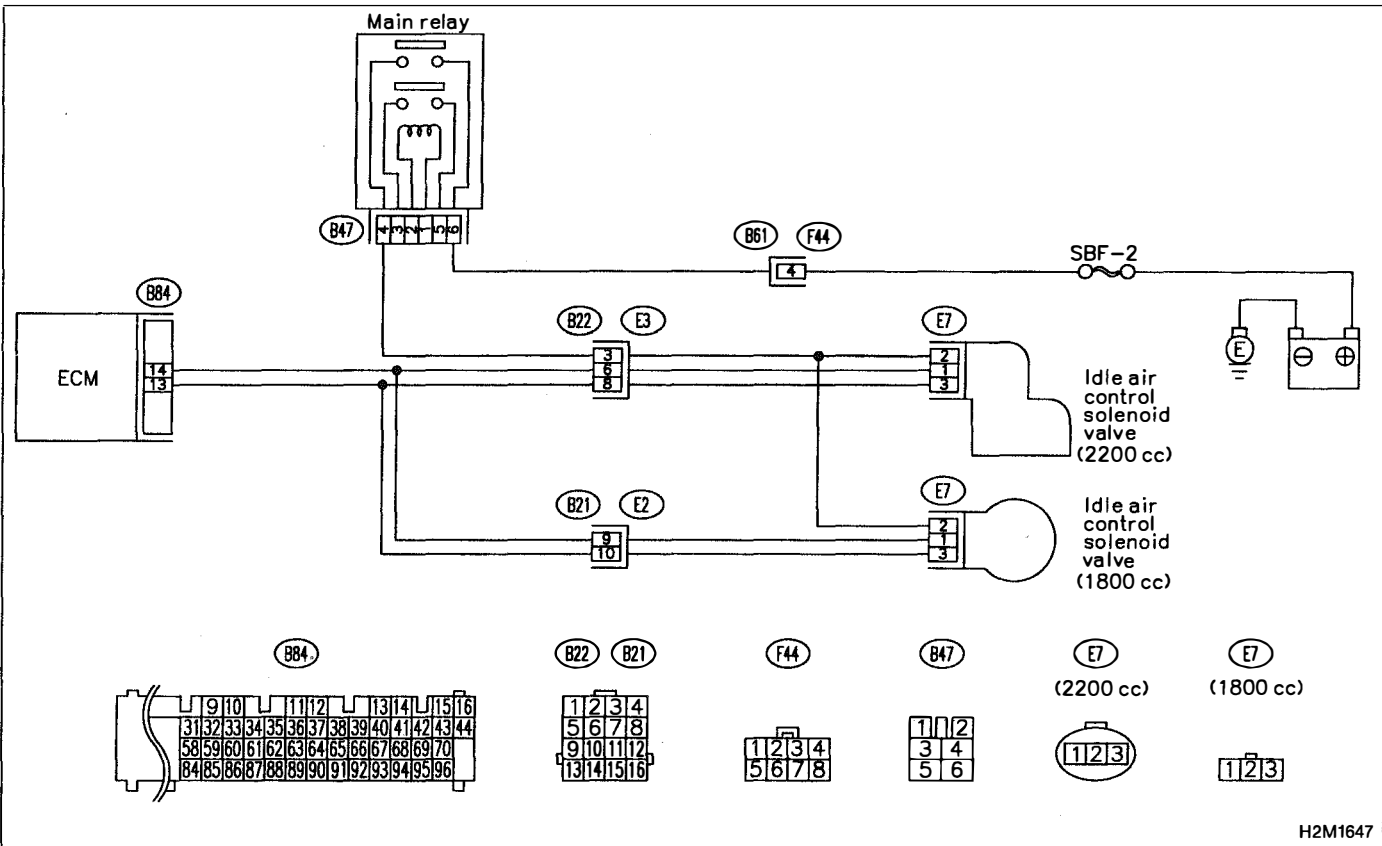 Main relay
B47
4 3 2 1 5 6
B61 F44
4
SBF-2
B84
ECM
14
13
B22 E3
3
6
8
E7
2
1
3
Idle air
control
solenoid
valve
(2200 cc)
E
⊖ ⊕
B21 E2
9
10
E7
2
1
3
Idle air
control
solenoid
valve
(1800 cc)
B84
9 10 11 12 13 14 15 16
31 32 33 34 35 36 37 38 39 40 41 42 43 44
58 59 60 61 62 63 64 65 66 67 68 69 70
84 85 86 87 88 89 90 91 92 93 94 95 96
B22 B21
1 2 3 4
5 6 7 8
9 10 11 12
13 14 15 16
F44
1 2 3 4
5 6 7 8
B47
1 2
3 4
5 6
E7
(2200 cc)
1 2 3
E7
(1800 cc)
1 2 3
H2M1647